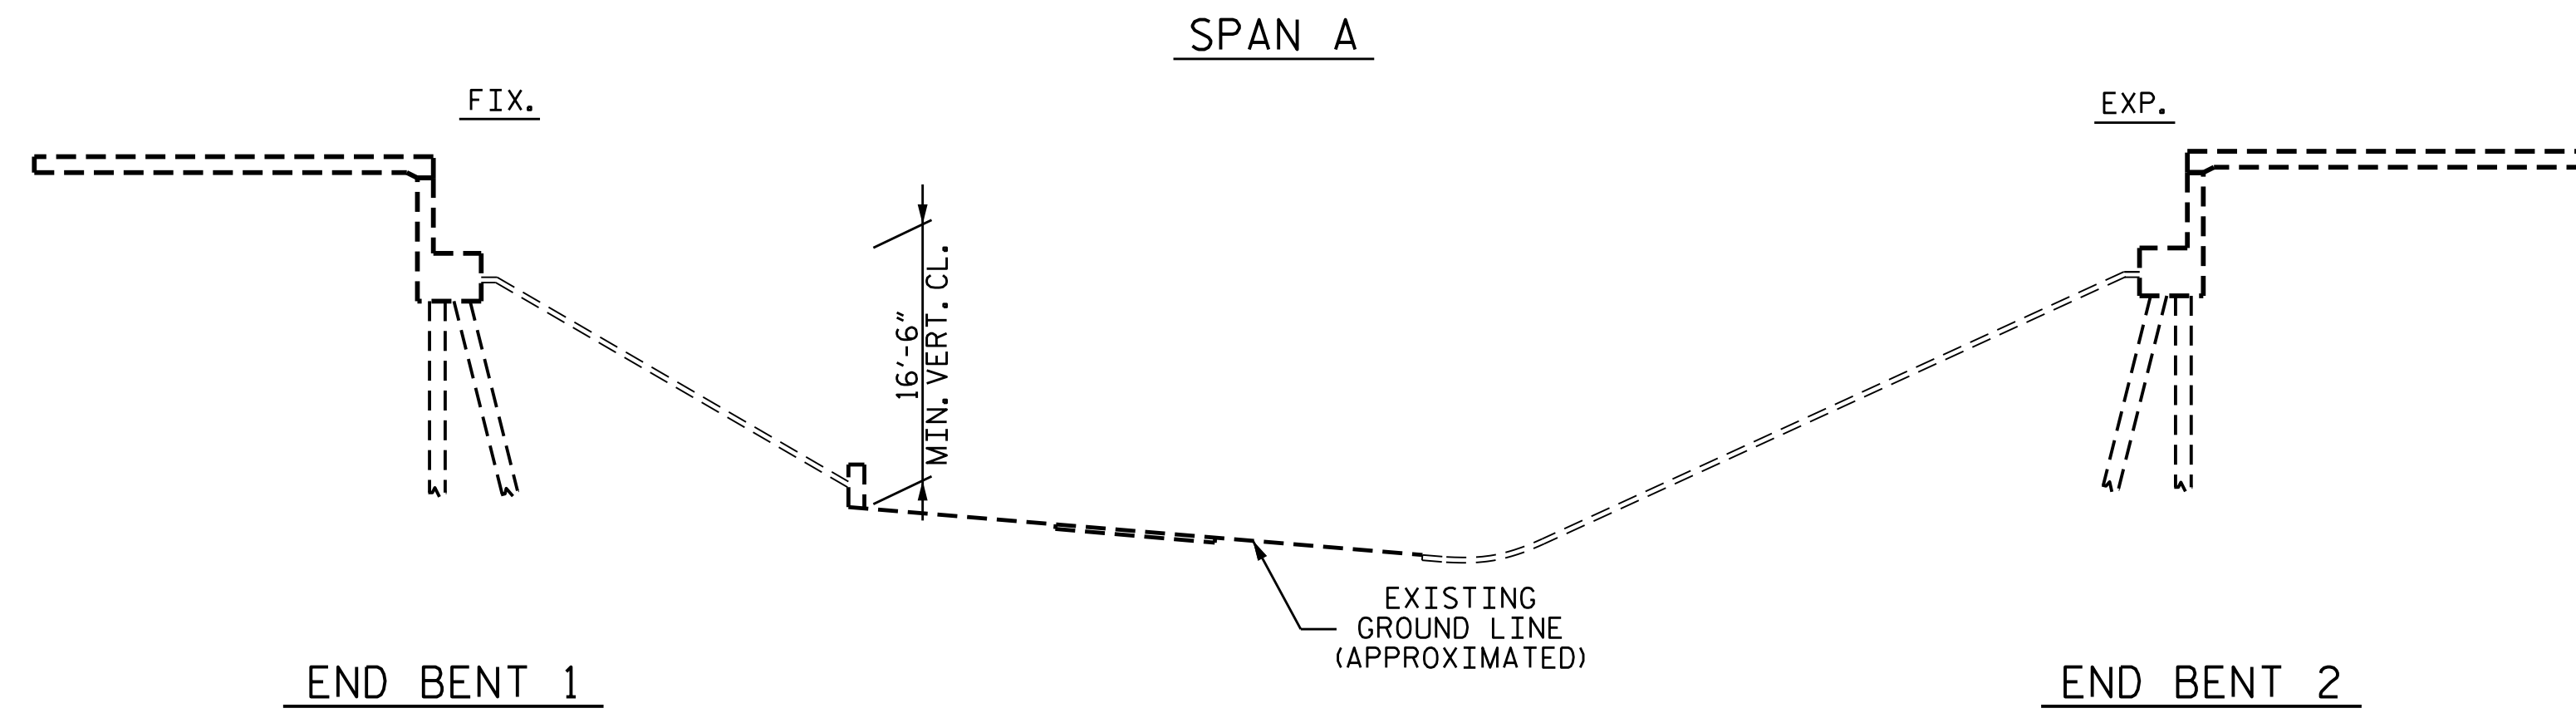 SPAN A
FIX.
EXP.
16'-6"
MIN. VERT. CL.
EXISTING
GROUND LINE
(APPROXIMATED)
END BENT 1
END BENT 2